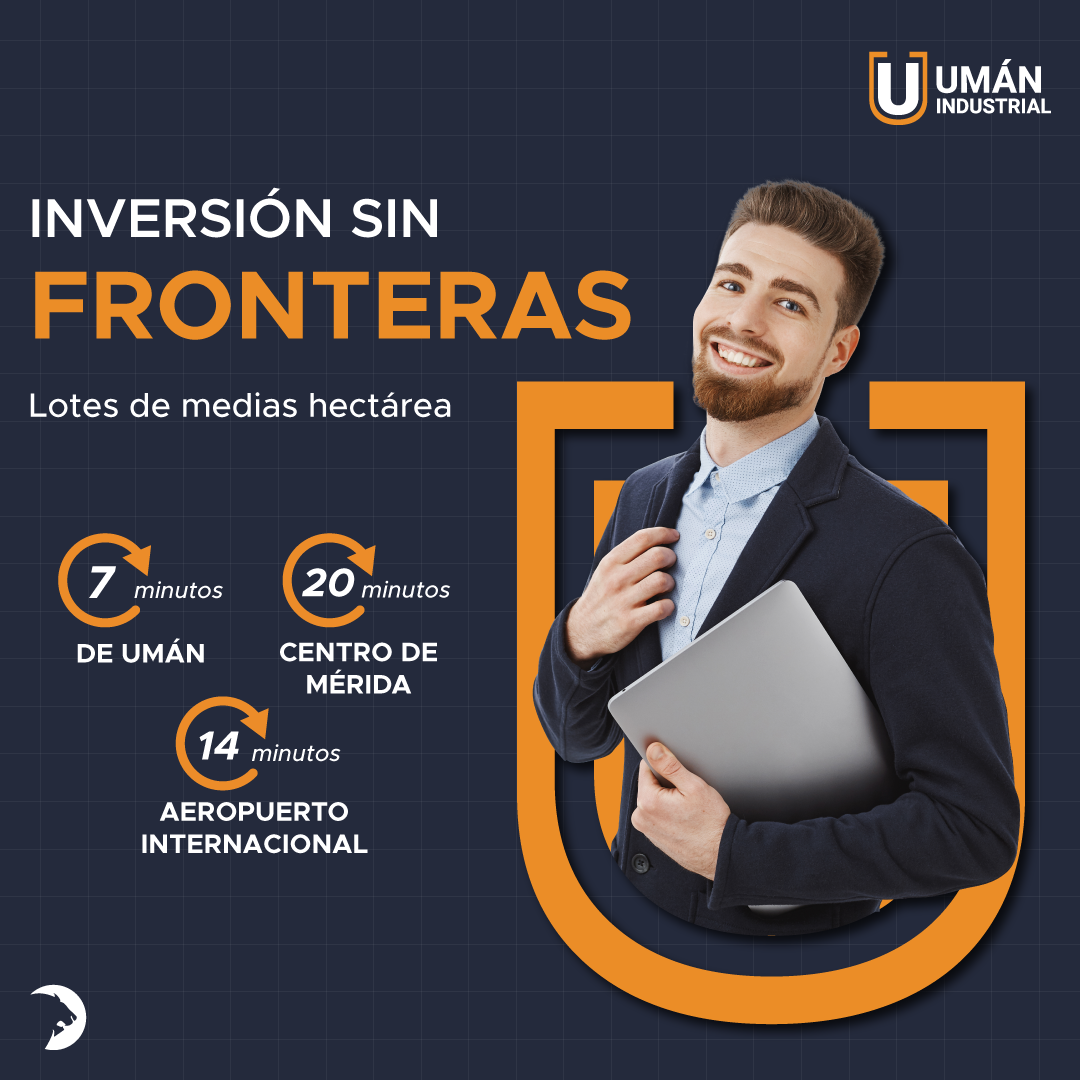 U UMÁN
INDUSTRIAL
INVERSIÓN SIN
FRONTERAS
Lotes de medias hectárea
7 minutos
DE UMÁN
20 minutos
CENTRO DE
MÉRIDA
14 minutos
AEROPUERTO
INTERNACIONAL